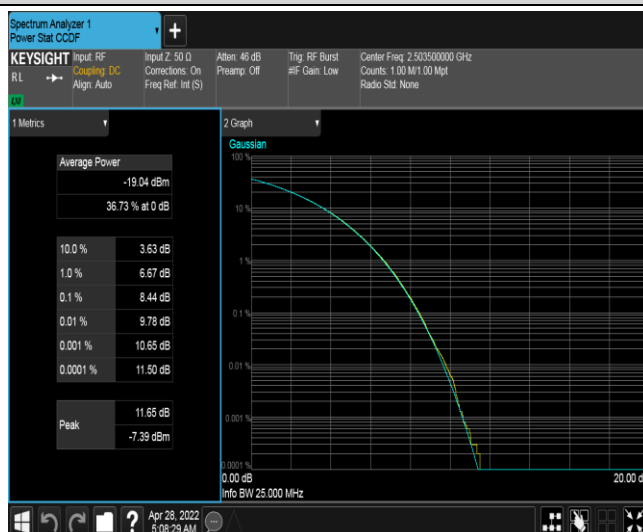 Spectrum Analyzer 1
Power Stat CCDF
+
KEYSIGHT
R L
LXI
Input: RF
Coupling: DC
Align: Auto
Input Z: 50 Ω
Corrections: On
Freq Ref: Int (S)
Atten: 46 dB
Preamp: Off
Trig: RF Burst
#IF Gain: Low
Center Freq: 2.503500000 GHz
Counts: 1.00 M/1.00 Mpt
Radio Std: None
1 Metrics
Average Power
-19.04 dBm
36.73 % at 0 dB
10.0 % 3.63 dB
1.0 % 6.67 dB
0.1 % 8.44 dB
0.01 % 9.78 dB
0.001 % 10.65 dB
0.0001 % 11.50 dB
Peak
11.65 dB
-7.39 dBm
2 Graph
Gaussian
100 %
10 %
1 %
0.1 %
0.01 %
0.001 %
0.0001 %
0.00 dB
20.00 d
Info BW 25.000 MHz
?
Apr 28, 2022
5:08:29 AM